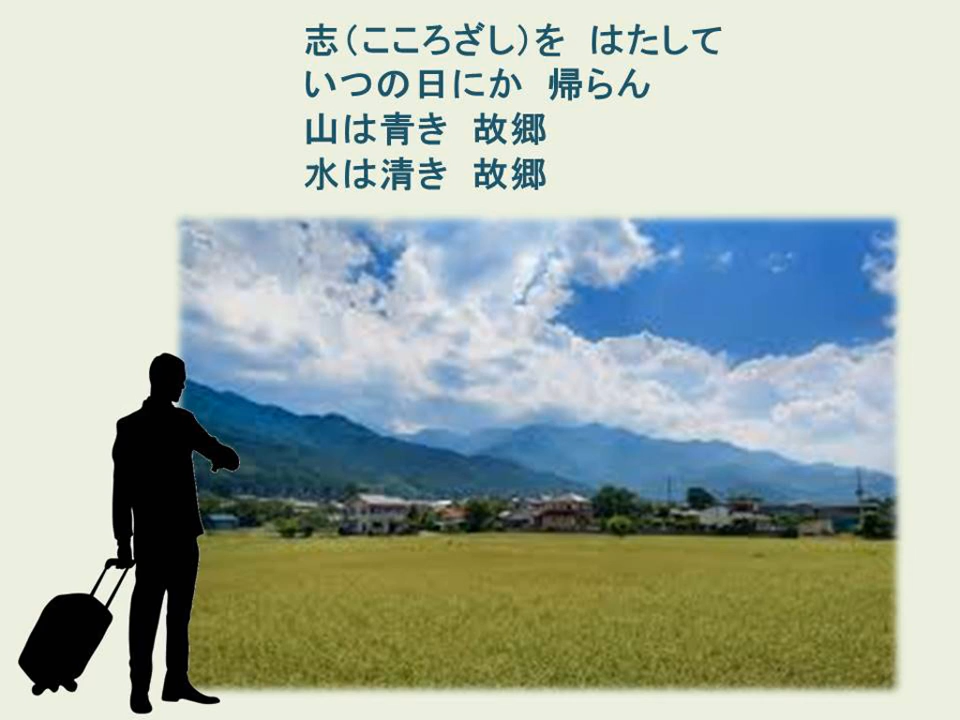 志（こころざし）を　はたして
いつの日にか　帰らん
山は青き　故郷
水は清き　故郷